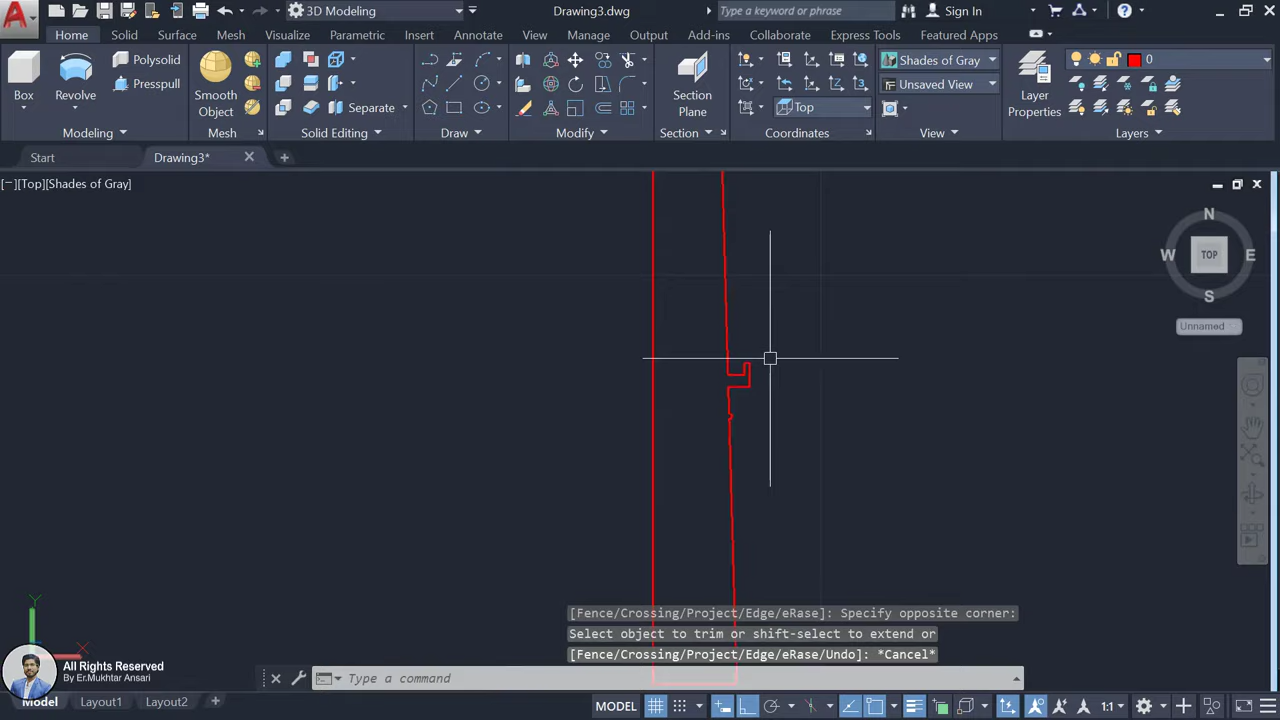 3D Modeling
Drawing3.dwg
Type a keyword or phrase
Sign In
Home Solid Surface Mesh Visualize Parametric Insert Annotate View Manage Output Add-ins Collaborate Express Tools Featured Apps
Box
Revolve
Polysolid
Presspull
Smooth
Object
Separate
Section
Plane
Top
Shades of Gray
Unsaved View
Layer
Properties
0
Modeling Mesh Solid Editing Draw Modify Section Coordinates View Layers
Start Drawing3*
[−][Top][Shades of Gray]
N
W TOP E
S
Unnamed
[Fence/Crossing/Project/Edge/eRase]: Specify opposite corner:
Select object to trim or shift-select to extend or
[Fence/Crossing/Project/Edge/eRase/Undo]: *Cancel*
Type a command
Y
X
All Rights Reserved
By Er.Mukhtar Ansari
Model Layout1 Layout2
MODEL 1:1